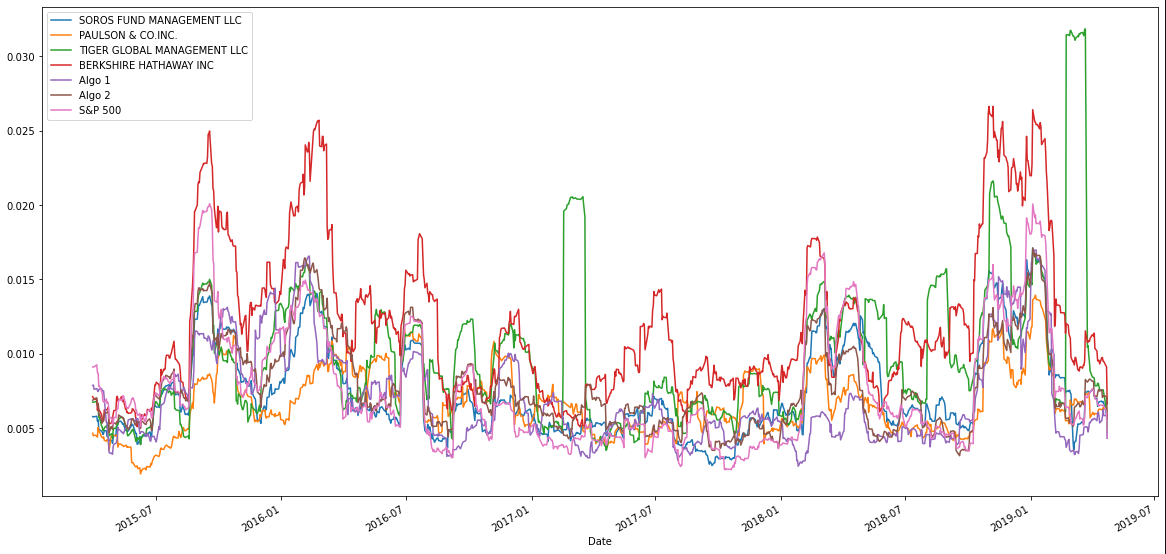 SOROS FUND MANAGEMENT LLC
PAULSON & CO.INC.
TIGER GLOBAL MANAGEMENT LLC
BERKSHIRE HATHAWAY INC
Algo 1
Algo 2
S&P 500
0.030
0.025
0.020
0.015
0.010
0.005
2015-07
2016-01
2016-07
2017-01
2017-07
2018-01
2018-07
2019-01
2019-07
Date